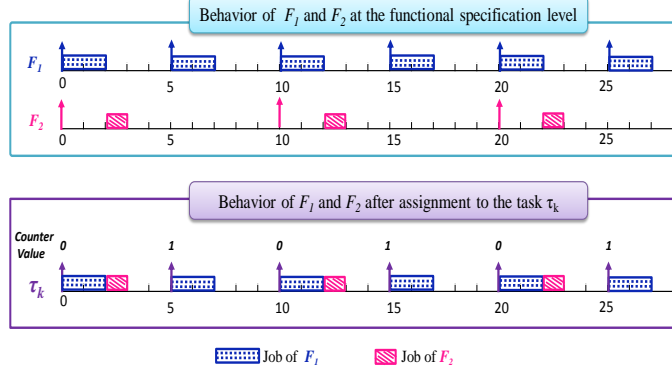 Behavior of F1 and F2 at the functional specification level
F1
0 5 10 15 20 25
F2
0 5 10 15 20 25
Behavior of F1 and F2 after assignment to the task τk
Counter Value 0 1 0 1 0 1
τk
0 5 10 15 20 25
Job of F1 Job of F2